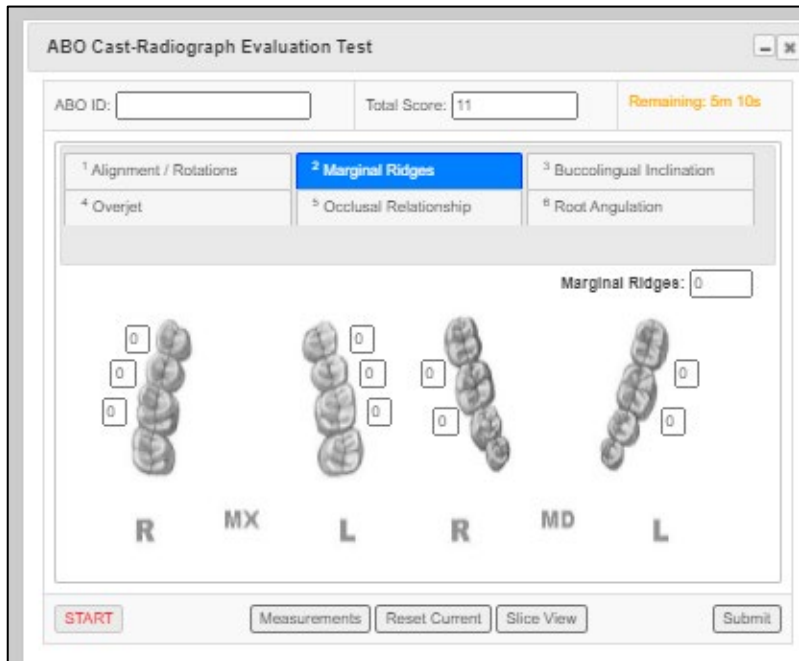 ABO Cast-Radiograph Evaluation Test
ABO ID: Total Score: 11 Remaining: 5m 10s
1 Alignment / Rotations 2 Marginal Ridges 3 Buccolingual Inclination
4 Overjet 5 Occlusal Relationship 6 Root Angulation
Marginal Ridges: 0
0 0
0 0 0 0
0 0 0 0
R MX L R MD L
START Measurements Reset Current Slice View Submit